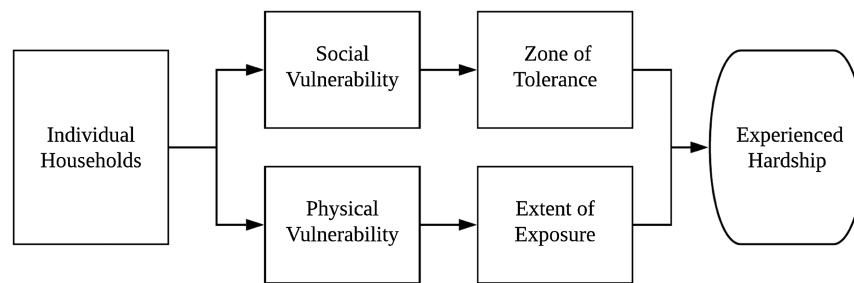 Individual
Households
Social
Vulnerability
Zone of
Tolerance
Physical
Vulnerability
Extent of
Exposure
Experienced
Hardship